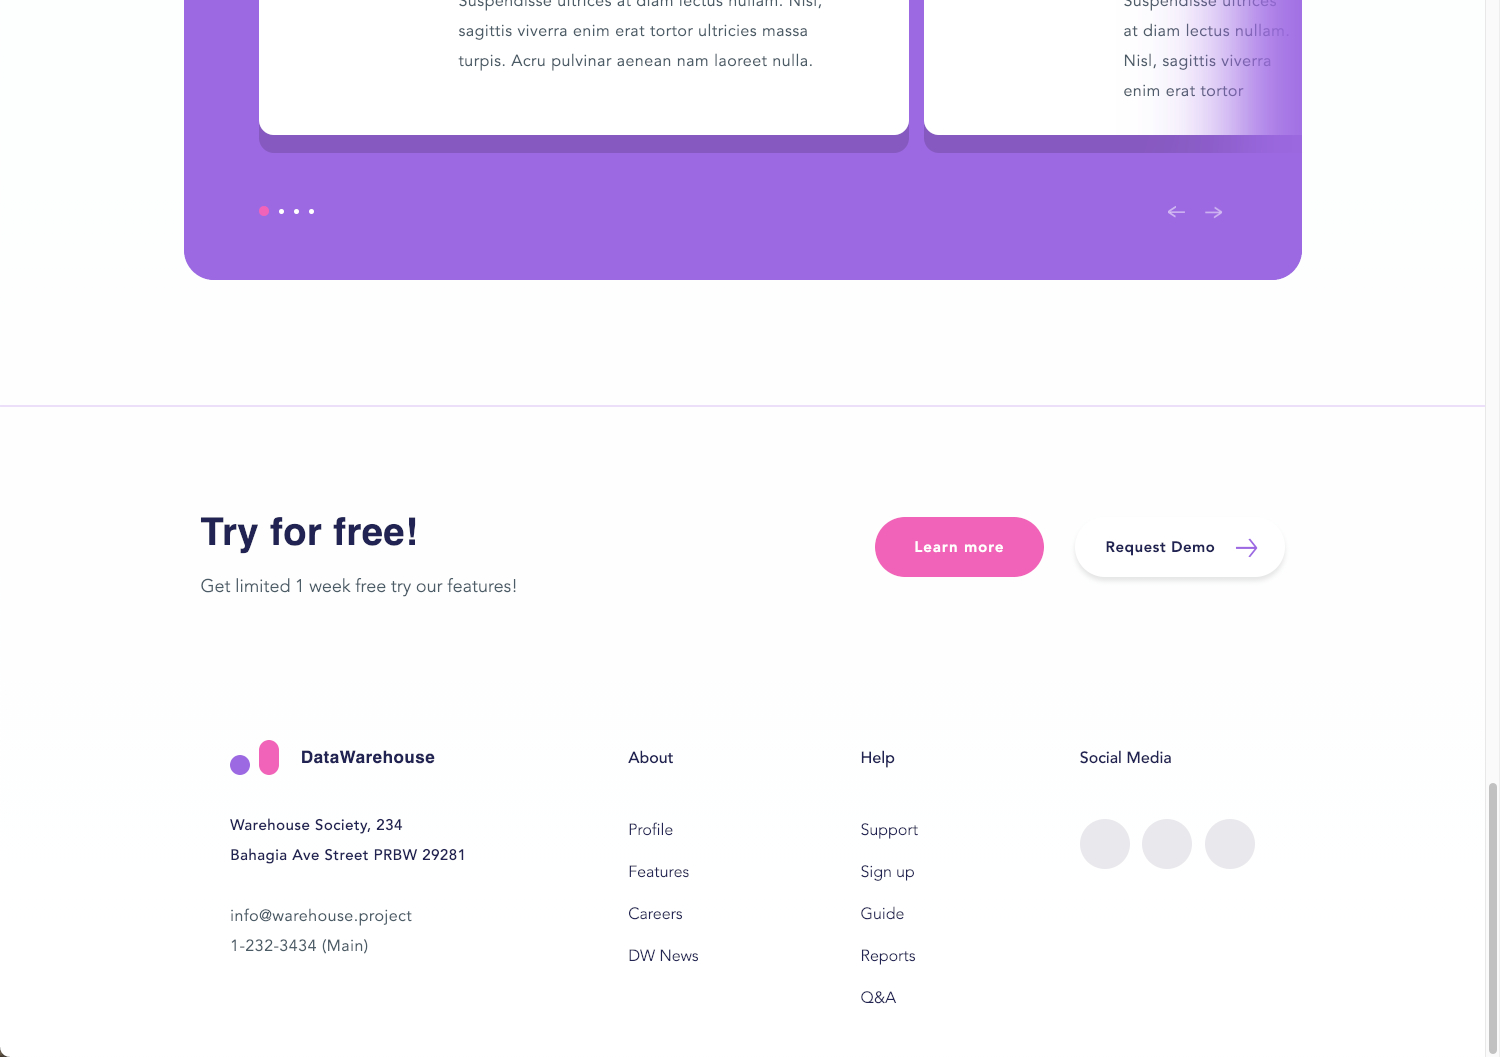 Suspendisse ultrices at diam lectus nullam. Nisl,
sagittis viverra enim erat tortor ultricies massa
turpis. Acru pulvinar aenean nam laoreet nulla.
Suspendisse ultrices
at diam lectus nullam.
Nisl, sagittis viverra
enim erat tortor
Try for free!
Get limited 1 week free try our features!
Learn more
Request Demo
DataWarehouse
Warehouse Society, 234
Bahagia Ave Street PRBW 29281
info@warehouse.project
1-232-3434 (Main)
About
Profile
Features
Careers
DW News
Help
Support
Sign up
Guide
Reports
Q&A
Social Media